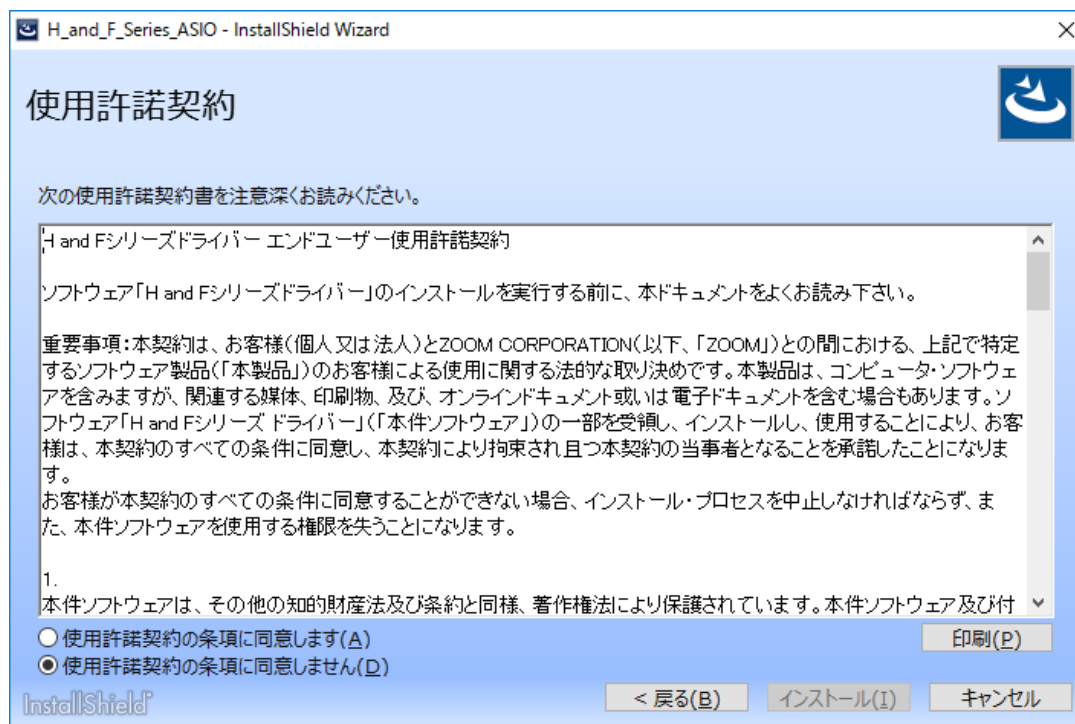 H_and_F_Series_ASIO - InstallShield Wizard
使用許諾契約
次の使用許諾契約書を注意深くお読みください。
H and Fシリーズドライバー エンドユーザー使用許諾契約
ソフトウェア「H and Fシリーズドライバー」のインストールを実行する前に、本ドキュメントをよくお読み下さい。
重要事項:本契約は、お客様(個人又は法人)とZOOM CORPORATION(以下、「ZOOM」)との間における、上記で特定
するソフトウェア製品(「本製品」)のお客様による使用に関する法的な取り決めです。本製品は、コンピュータ・ソフトウェ
アを含みますが、関連する媒体、印刷物、及び、オンラインドキュメント或いは電子ドキュメントを含む場合もあります。ソ
フトウェア「H and Fシリーズ ドライバー」(「本件ソフトウェア」)の一部を受領し、インストールし、使用することにより、お客
様は、本契約のすべての条件に同意し、本契約により拘束され且つ本契約の当事者となることを承諾したことになりま
す。
お客様が本契約のすべての条件に同意することができない場合、インストール・プロセスを中止しなければならず、ま
た、本件ソフトウェアを使用する権限を失うことになります。
1.
本件ソフトウェアは、その他の知的財産法及び条約と同様、著作権法により保護されています。本件ソフトウェア及び付
使用許諾契約の条項に同意します(A)
印刷(P)
使用許諾契約の条項に同意しません(D)
InstallShield
< 戻る(B)
インストール(I)
キャンセル